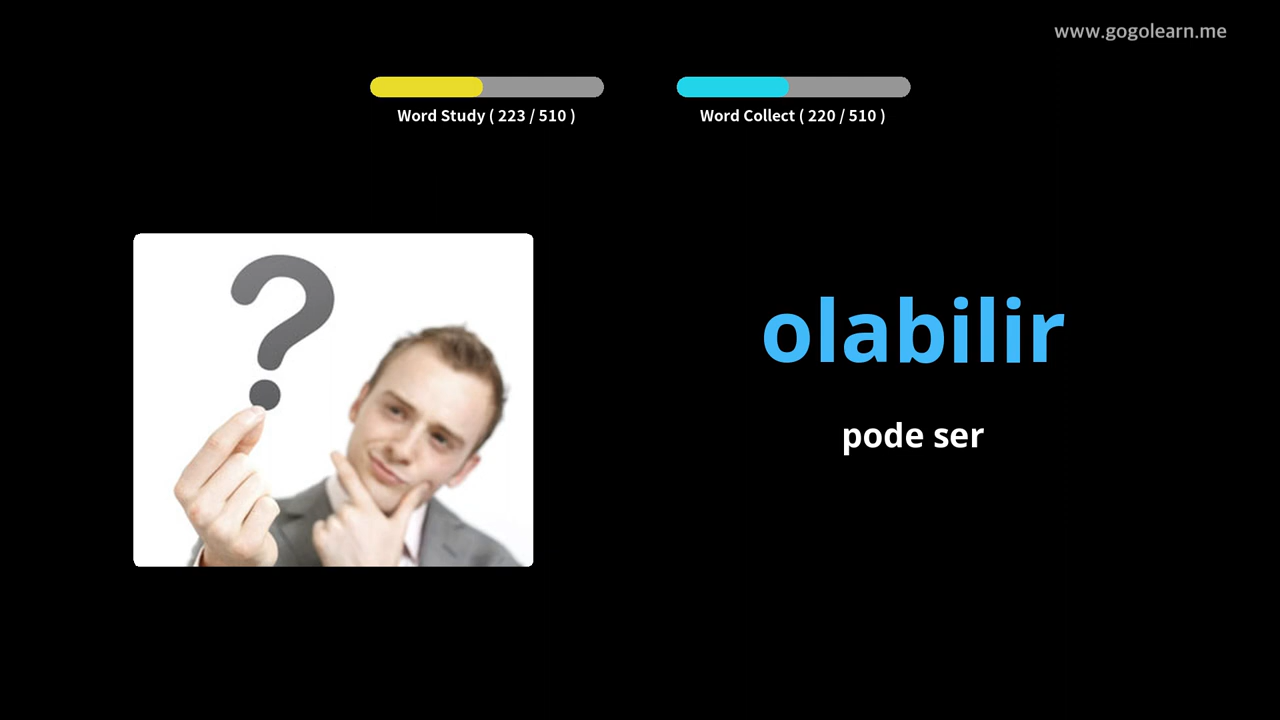 www.gogolearn.me
Word Study ( 223 / 510 )
Word Collect ( 220 / 510 )
?
olabilir
pode ser